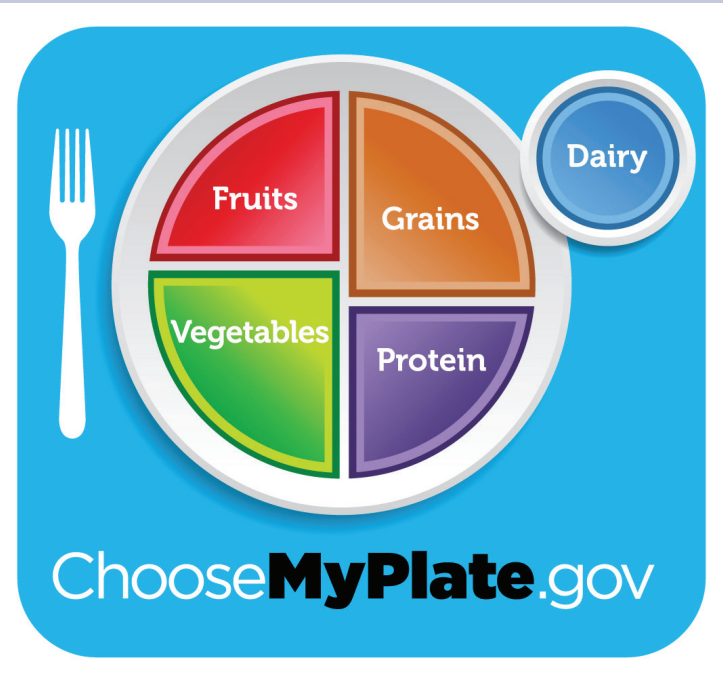 Dairy
Fruits
Grains
Vegetables
Protein
ChooseMyPlate.gov